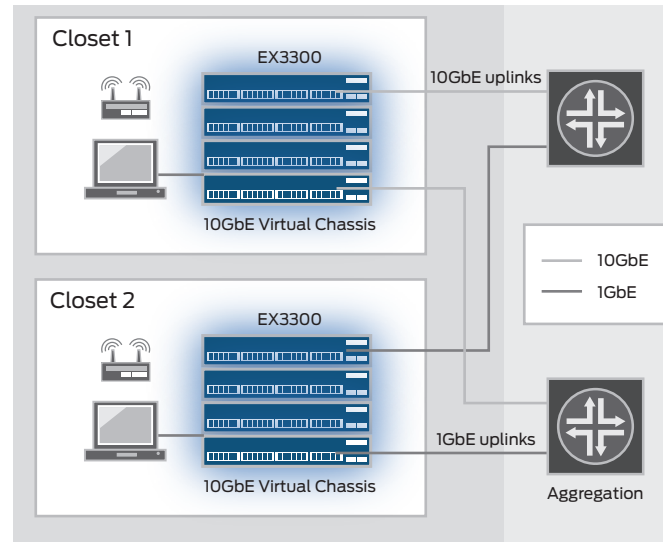 Closet 1
EX3300
10GbE uplinks
10GbE Virtual Chassis
10GbE
1GbE
Closet 2
EX3300
1GbE uplinks
10GbE Virtual Chassis
Aggregation